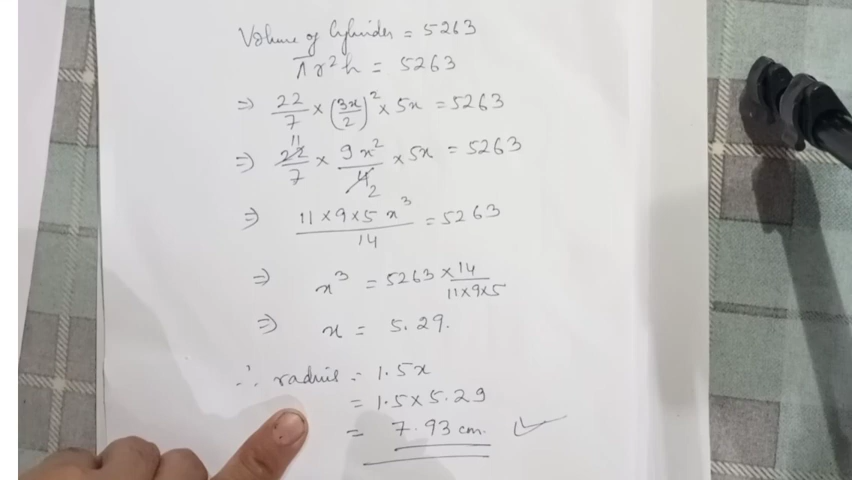 Volume of Cylinder = 5263
πr²h = 5263
⇒ 22/7 × (3x/2)² × 5x = 5263
⇒ 22/7 11 × 9x²/4 2 × 5x = 5263
⇒ 11×9×5 x³/14 = 5263
⇒ x³ = 5263 × 14/11×9×5
⇒ x = 5.29.
∴ radius = 1.5x
= 1.5 × 5.29
= 7.93 cm.